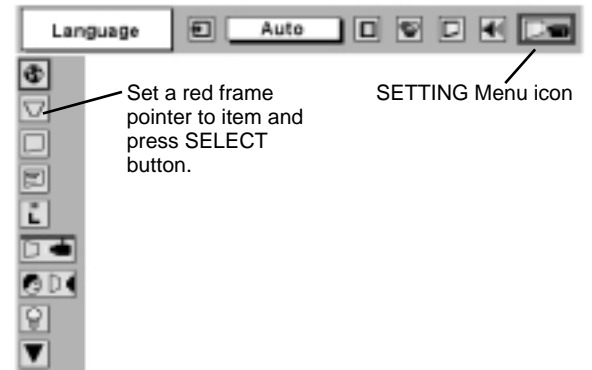 Language
Auto
Set a red frame
pointer to item and
press SELECT
button.
SETTING Menu icon